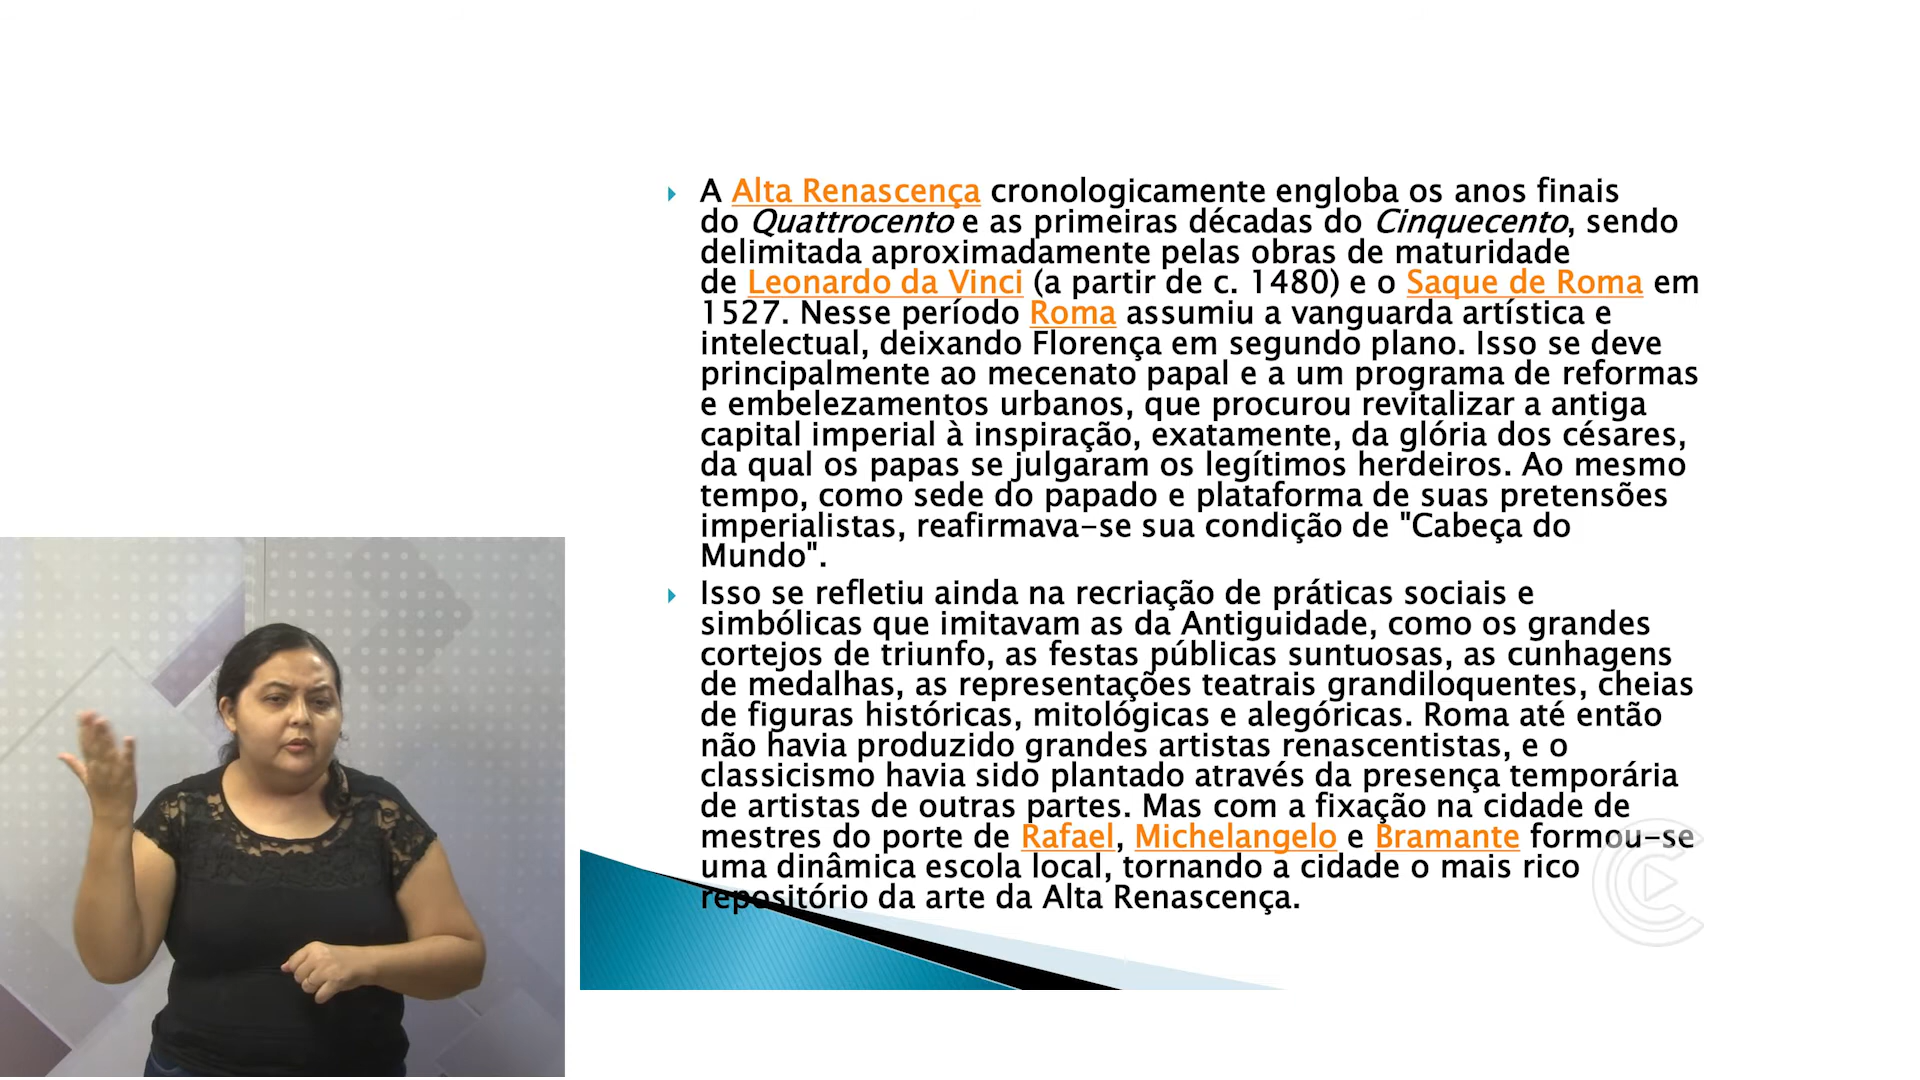 A Alta Renascença cronologicamente engloba os anos finais
do Quattrocento e as primeiras décadas do Cinquecento, sendo
delimitada aproximadamente pelas obras de maturidade
de Leonardo da Vinci (a partir de c. 1480) e o Saque de Roma em
1527. Nesse período Roma assumiu a vanguarda artística e
intelectual, deixando Florença em segundo plano. Isso se deve
principalmente ao mecenato papal e a um programa de reformas
e embelezamentos urbanos, que procurou revitalizar a antiga
capital imperial à inspiração, exatamente, da glória dos césares,
da qual os papas se julgaram os legítimos herdeiros. Ao mesmo
tempo, como sede do papado e plataforma de suas pretensões
imperialistas, reafirmava-se sua condição de "Cabeça do
Mundo".
Isso se refletiu ainda na recriação de práticas sociais e
simbólicas que imitavam as da Antiguidade, como os grandes
cortejos de triunfo, as festas públicas suntuosas, as cunhagens
de medalhas, as representações teatrais grandiloquentes, cheias
de figuras históricas, mitológicas e alegóricas. Roma até então
não havia produzido grandes artistas renascentistas, e o
classicismo havia sido plantado através da presença temporária
de artistas de outras partes. Mas com a fixação na cidade de
mestres do porte de Rafael, Michelangelo e Bramante formou-se
uma dinâmica escola local, tornando a cidade o mais rico
repositório da arte da Alta Renascença.